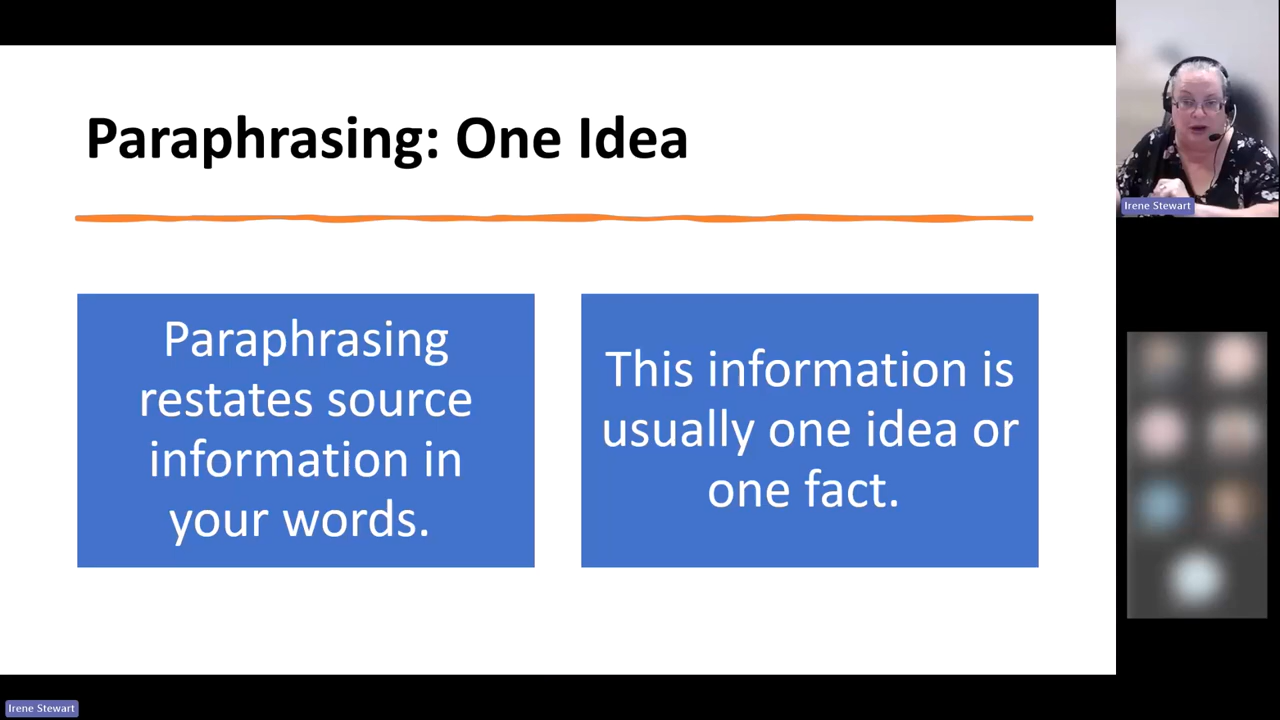 Paraphrasing: One Idea
Paraphrasing
restates source
information in
your words.
This information is
usually one idea or
one fact.
Irene Stewart
Irene Stewart